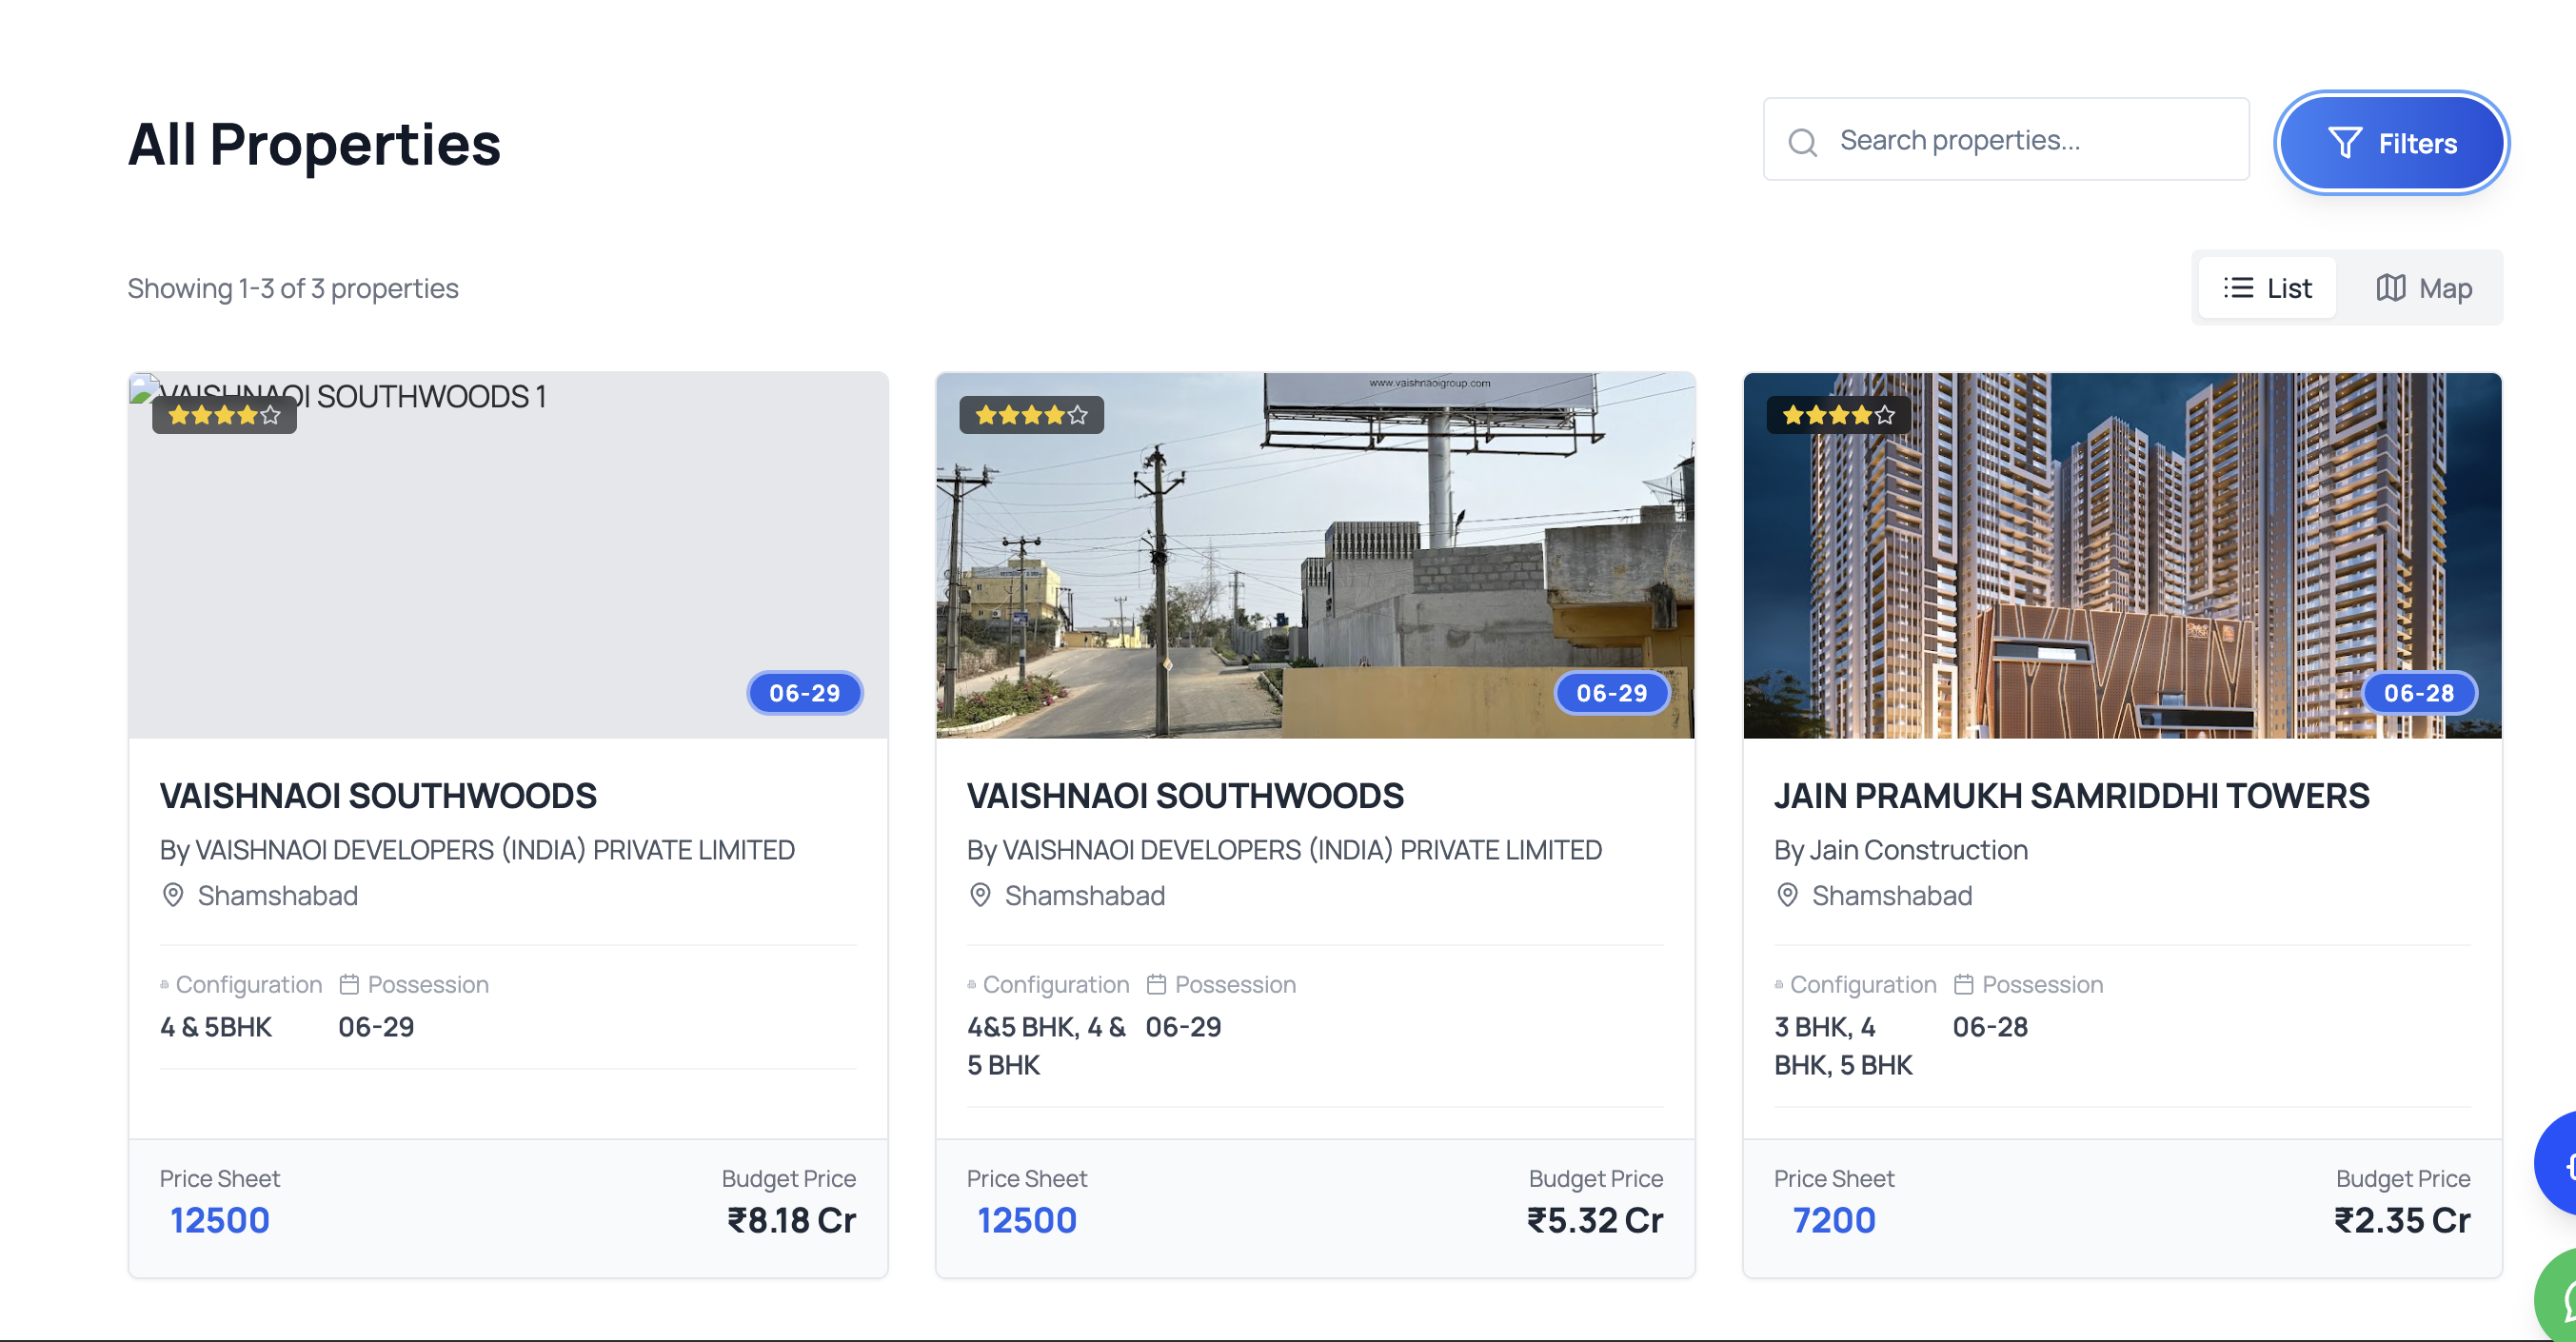 All Properties
Search properties...
Filters
Showing 1-3 of 3 properties
List
Map
VAISHNAOI SOUTHWOODS 1
06-29
VAISHNAOI SOUTHWOODS
By VAISHNAOI DEVELOPERS (INDIA) PRIVATE LIMITED
Shamshabad
Configuration
Possession
4 & 5BHK
06-29
Price Sheet
Budget Price
12500
₹8.18 Cr
www.vaishnaoigroup.com
06-29
VAISHNAOI SOUTHWOODS
By VAISHNAOI DEVELOPERS (INDIA) PRIVATE LIMITED
Shamshabad
Configuration
Possession
4&5 BHK, 4 &
5 BHK
06-29
Price Sheet
Budget Price
12500
₹5.32 Cr
06-28
JAIN PRAMUKH SAMRIDDHI TOWERS
By Jain Construction
Shamshabad
Configuration
Possession
3 BHK, 4
BHK, 5 BHK
06-28
Price Sheet
Budget Price
7200
₹2.35 Cr